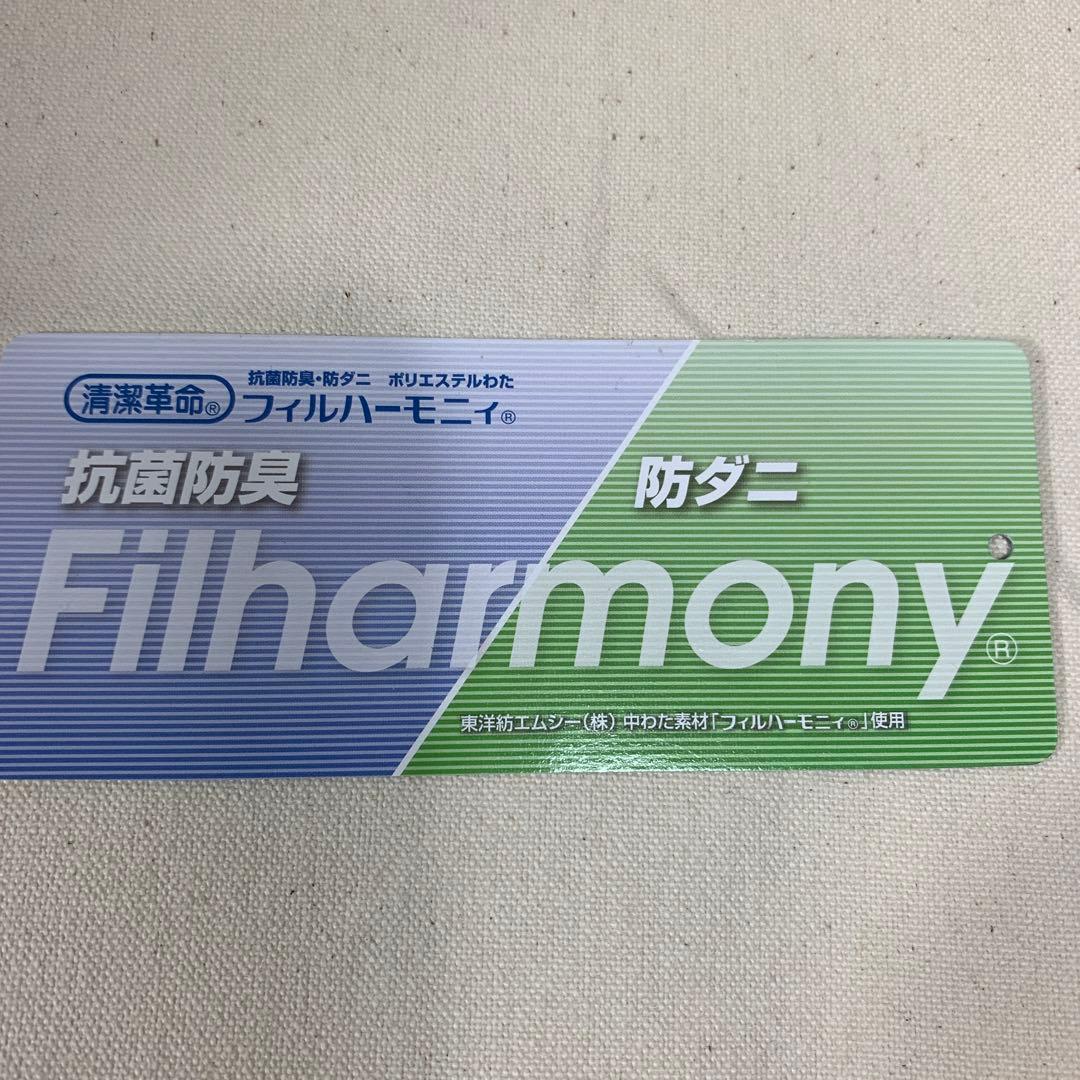 抗菌防臭・防ダニ ポリエステルわた
清潔革命® フィルハーモニィ®
抗菌防臭
防ダニ
Filharmony®
東洋紡エムシー(株) 中わた素材「フィルハーモニィ®」使用